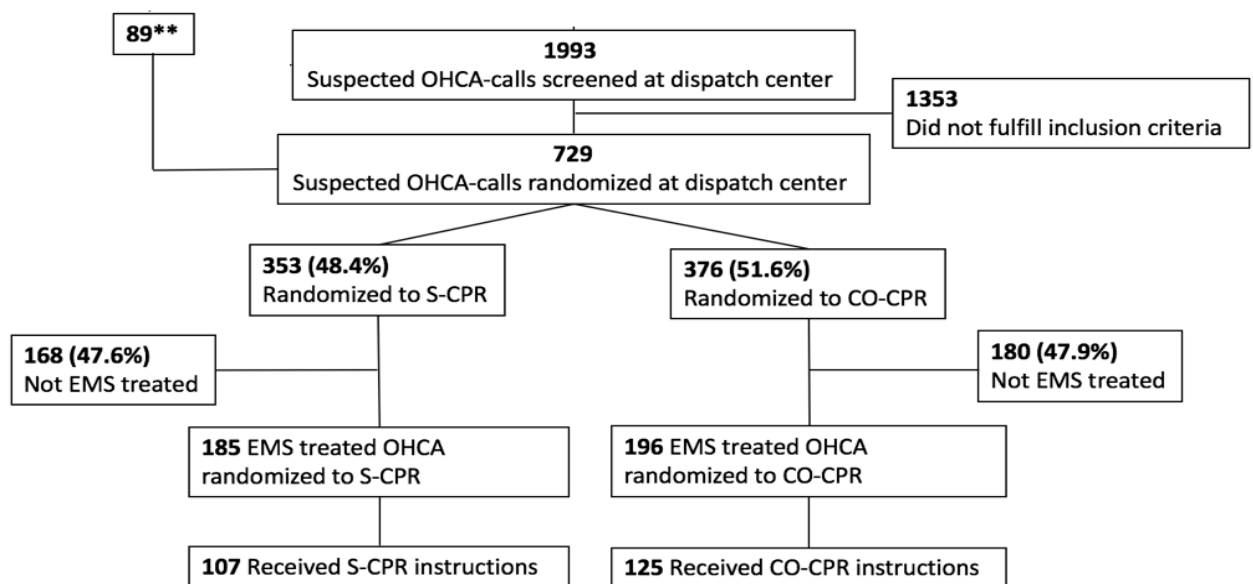 89**
1993
Suspected OHCA-calls screened at dispatch center
1353
Did not fulfill inclusion criteria
729
Suspected OHCA-calls randomized at dispatch center
353 (48.4%)
Randomized to S-CPR
376 (51.6%)
Randomized to CO-CPR
168 (47.6%)
Not EMS treated
180 (47.9%)
Not EMS treated
185 EMS treated OHCA
randomized to S-CPR
196 EMS treated OHCA
randomized to CO-CPR
107 Received S-CPR instructions
125 Received CO-CPR instructions